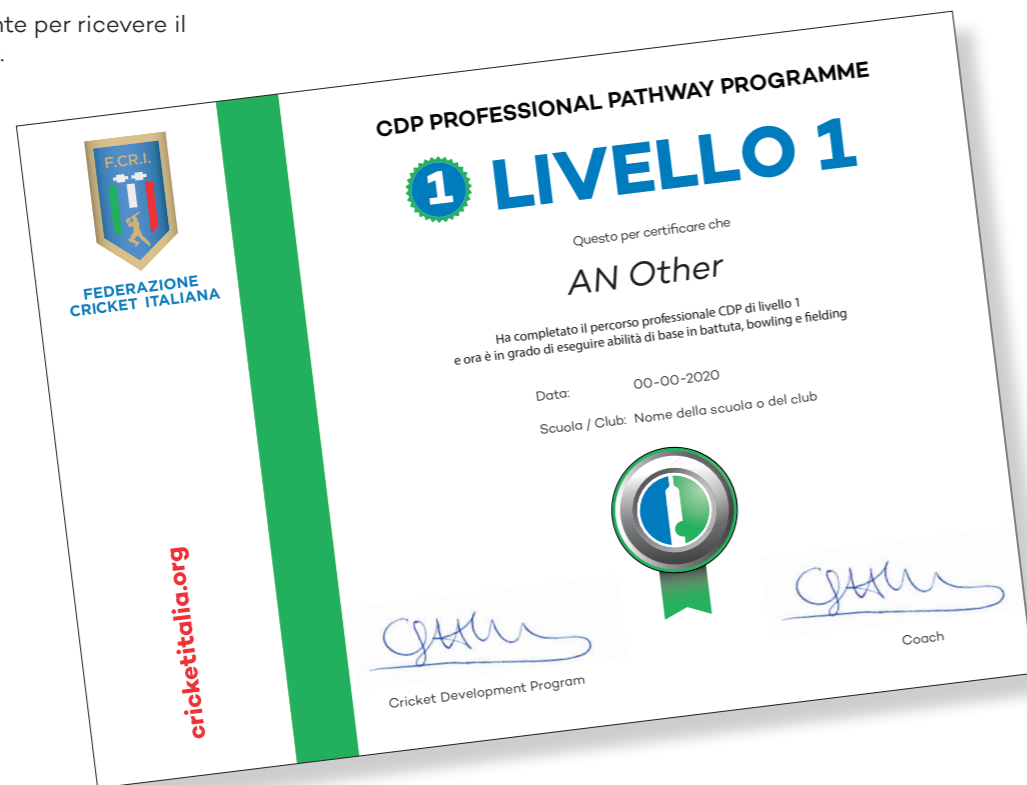 nte per ricevere il
.
CDP PROFESSIONAL PATHWAY PROGRAMME
1 LIVELLO 1
F.CR.I.
FEDERAZIONE
CRICKET ITALIANA
Questo per certificare che
AN Other
Ha completato il percorso professionale CDP di livello 1
e ora è in grado di eseguire abilità di base in battuta, bowling e fielding
Data: 00-00-2020
Scuola / Club: Nome della scuola o del club
cricketitalia.org
Cricket Development Program
Coach